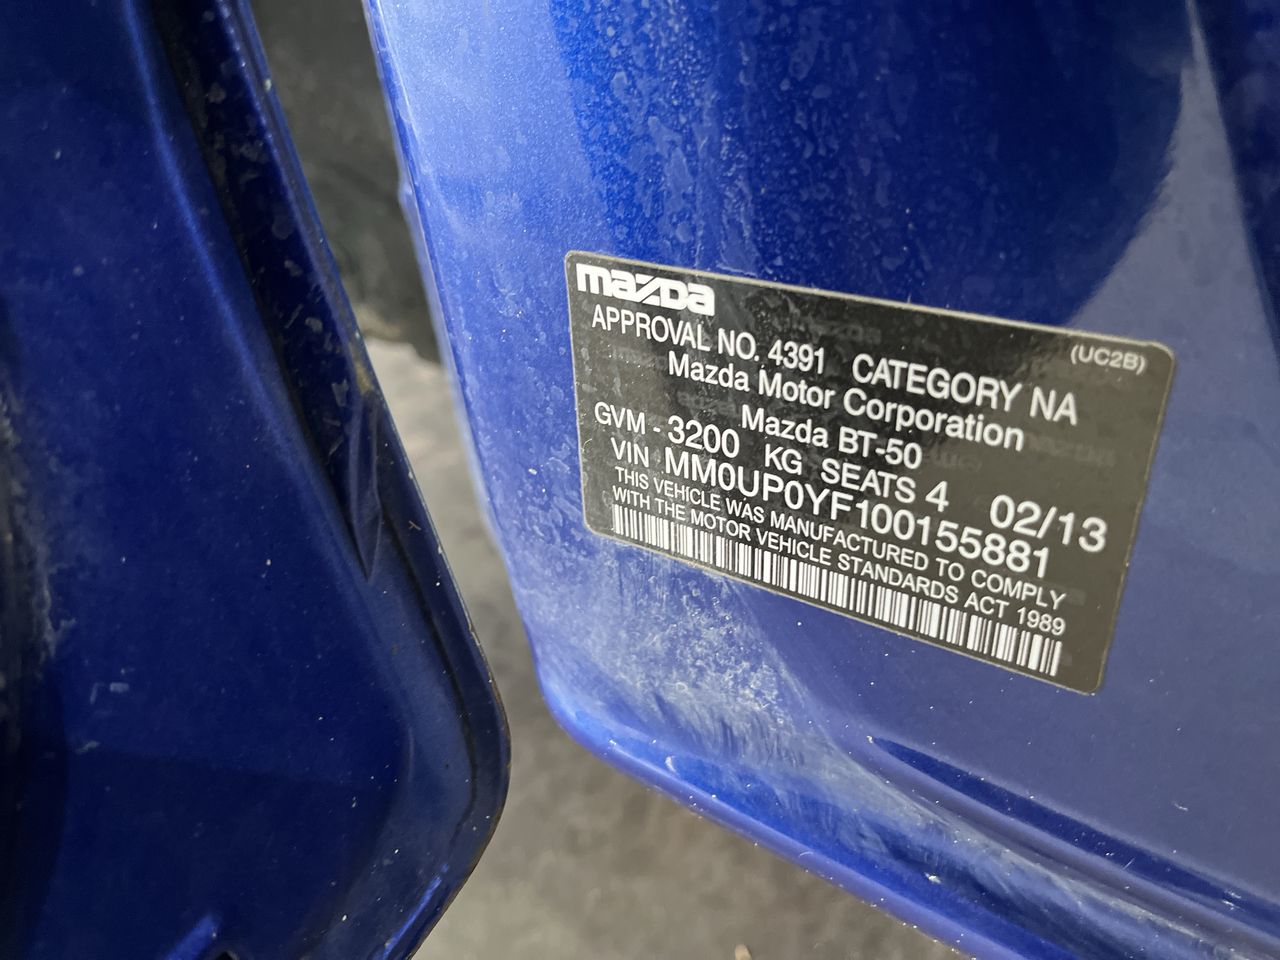 mazda
(UC2B)
APPROVAL NO. 4391 CATEGORY NA
Mazda Motor Corporation
Mazda BT-50
GVM - 3200 KG SEATS 4 02/13
VIN MM0UP0YF100155881
THIS VEHICLE WAS MANUFACTURED TO COMPLY
WITH THE MOTOR VEHICLE STANDARDS ACT 1989